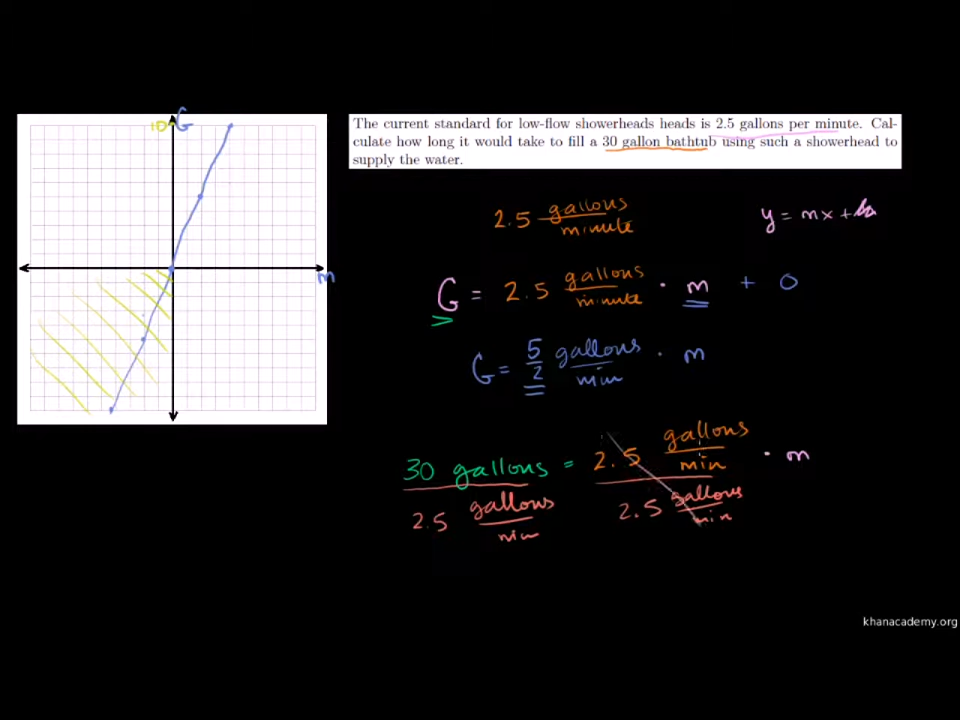 10 G
m
The current standard for low-flow showerheads heads is 2.5 gallons per minute. Cal-
culate how long it would take to fill a 30 gallon bathtub using such a showerhead to
supply the water.
2.5 gallons/minute
y = mx + b
G = 2.5 gallons/minute · m + 0
G = 5/2 gallons/min · m
30 gallons = 2.5 gallons/min · m
2.5 gallons/min 2.5 gallons/min
khanacademy.org